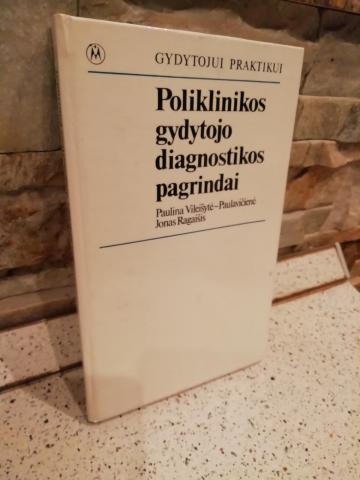 GYDYTOJUI PRAKTIKUI
Poliklinikos
gydytojo
diagnostikos
pagrindai
Paulina Vileišytė–Paulavičienė
Jonas Ragaišis